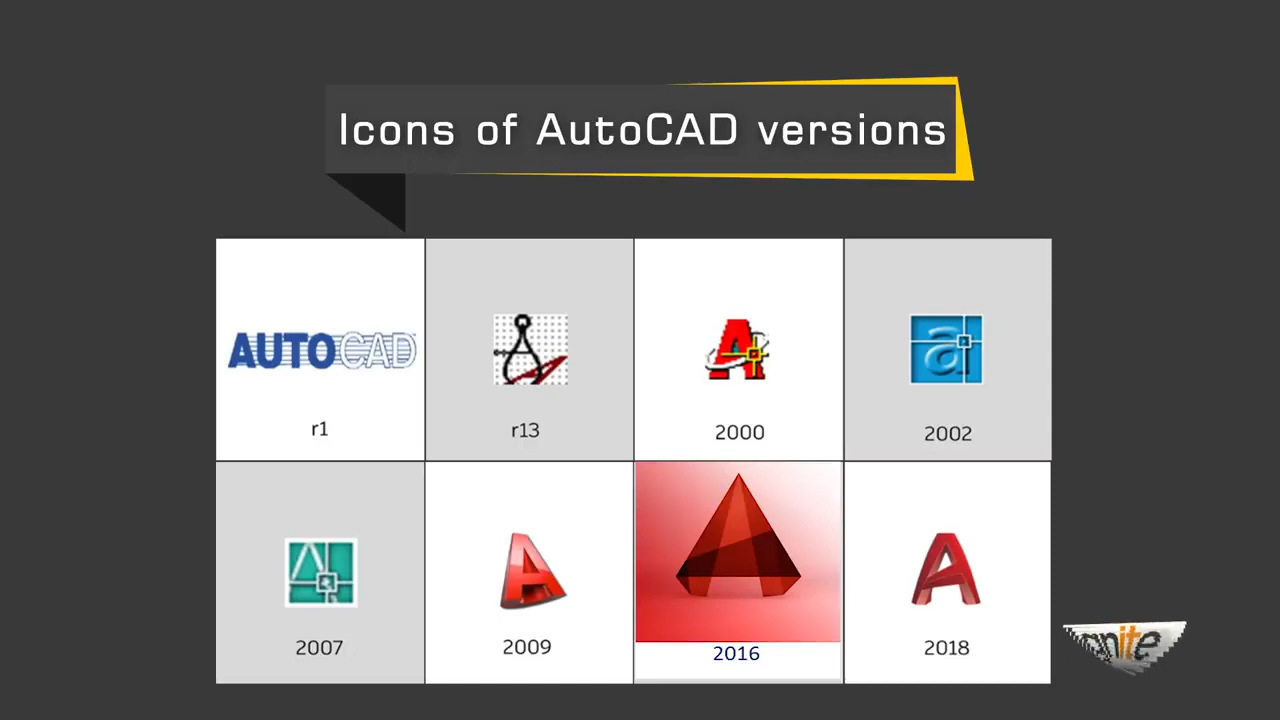 Icons of AutoCAD versions
AUTOCAD
r1
r13
2000
a
2002
2007
A
2009
2016
A
2018